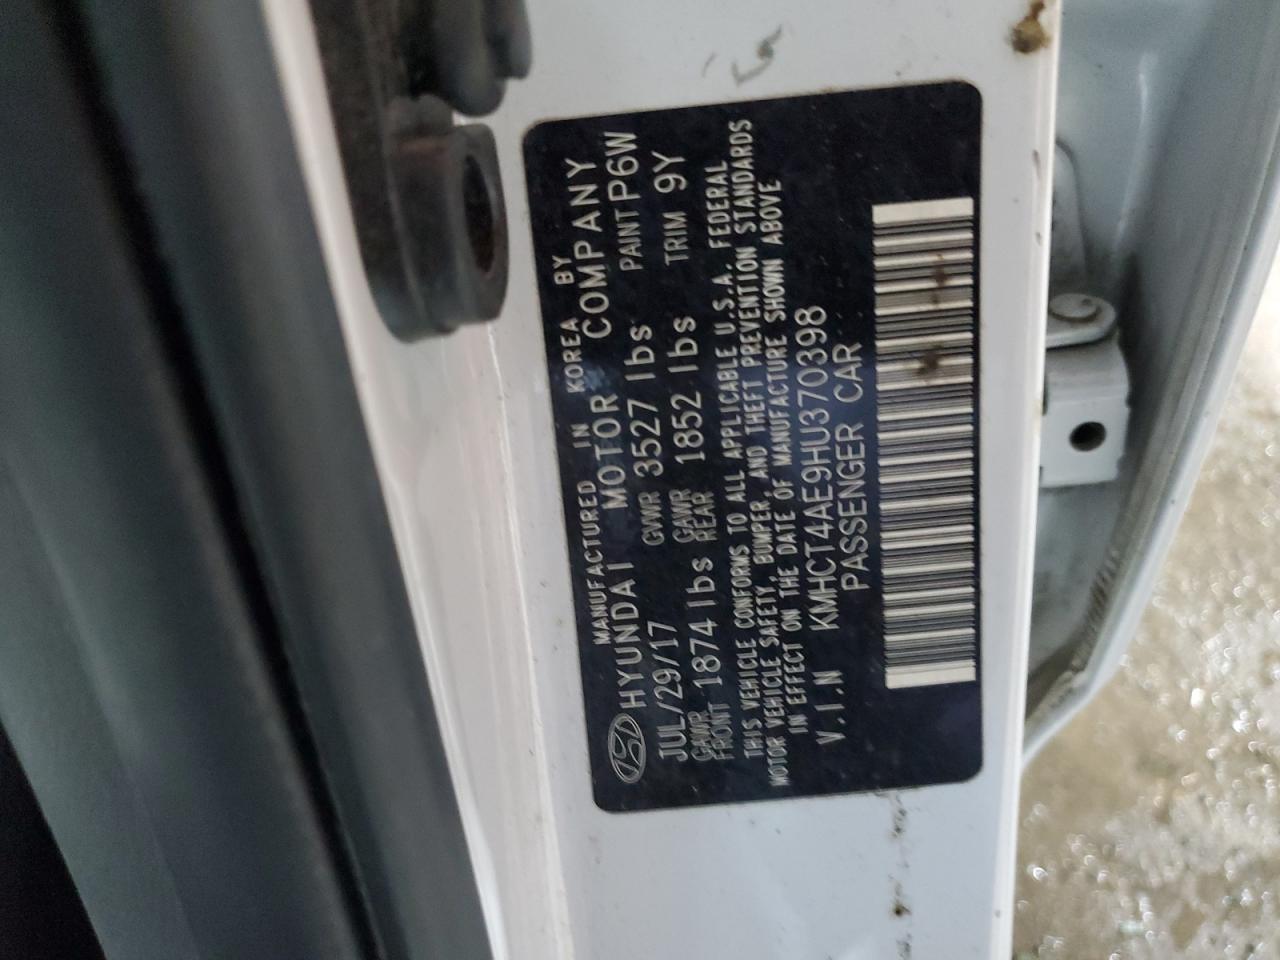 MANUFACTURED IN KOREA BY
HYUNDAI MOTOR COMPANY
JUL/29/17 GVWR 3527 lbs PAINT P6W
GAWR FRONT 1874 lbs GAWR REAR 1852 lbs TRIM 9Y
THIS VEHICLE CONFORMS TO ALL APPLICABLE U.S.A. FEDERAL
MOTOR VEHICLE SAFETY, BUMPER, AND THEFT PREVENTION STANDARDS
IN EFFECT ON THE DATE OF MANUFACTURE SHOWN ABOVE
V.I.N KMHCT4AE9HU370398
PASSENGER CAR